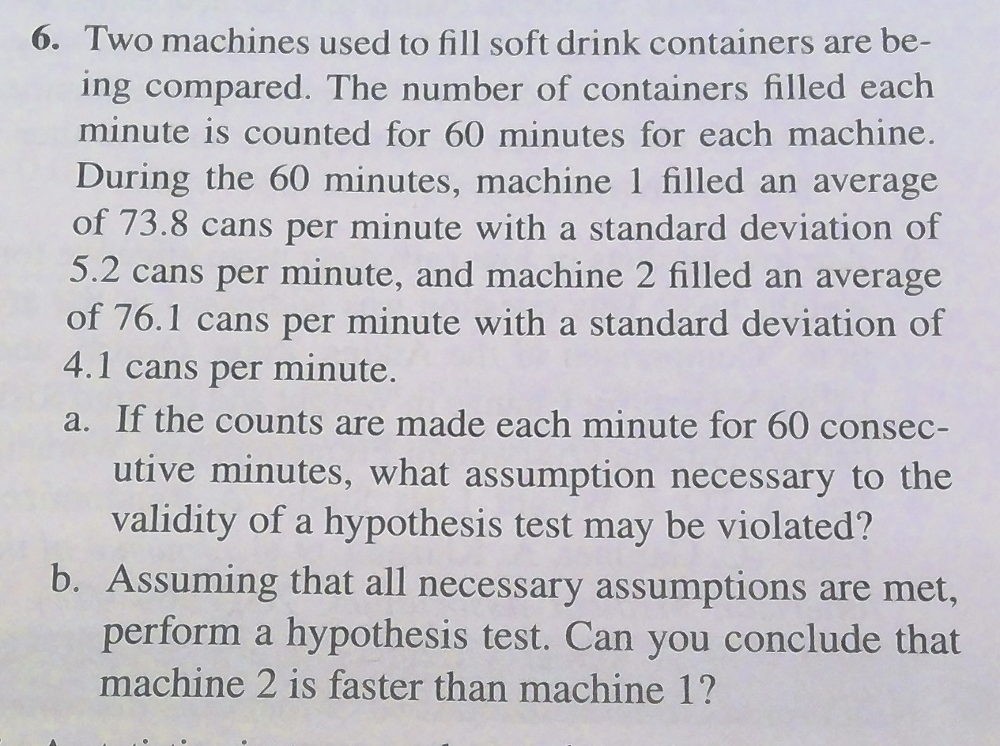 6. Two machines used to fill soft drink containers are be-
ing compared. The number of containers filled each
minute is counted for 60 minutes for each machine.
During the 60 minutes, machine 1 filled an average
of 73.8 cans per minute with a standard deviation of
5.2 cans per minute, and machine 2 filled an average
of 76.1 cans per minute with a standard deviation of
4.1 cans per minute.
a. If the counts are made each minute for 60 consec-
utive minutes, what assumption necessary to the
validity of a hypothesis test may be violated?
b. Assuming that all necessary assumptions are met,
perform a hypothesis test. Can you conclude that
machine 2 is faster than machine 1?